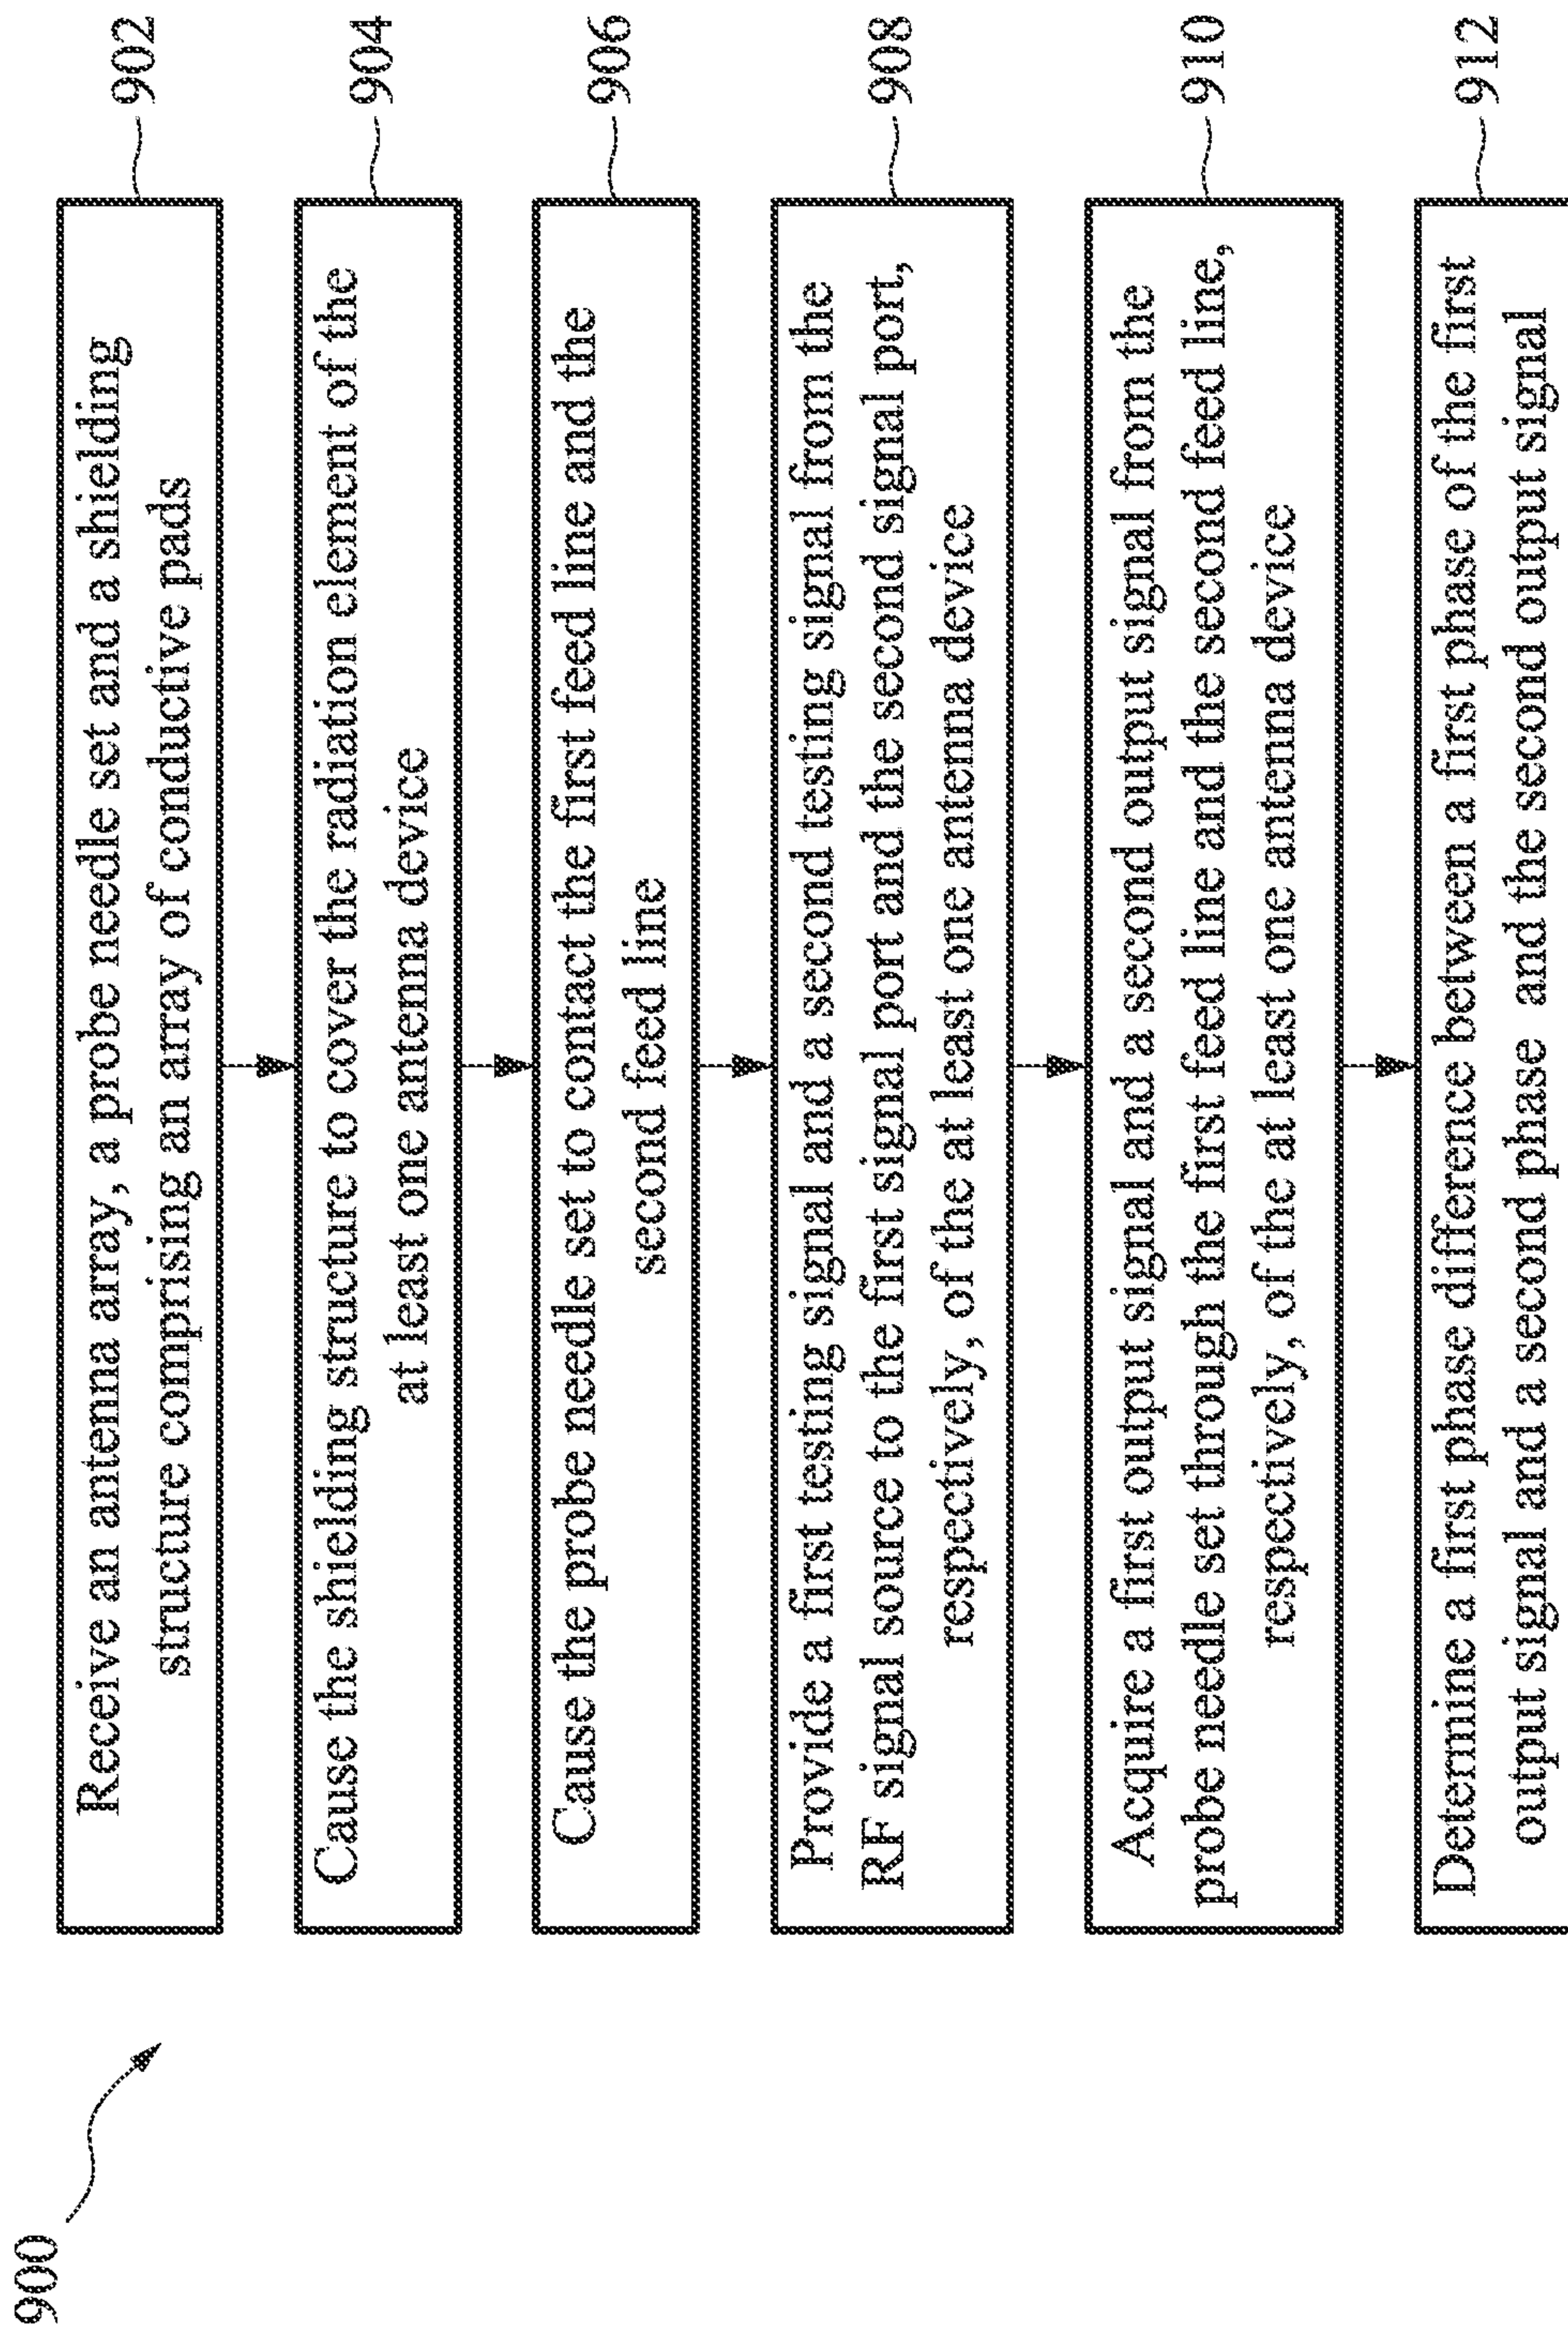 900
Receive an antenna array, a probe needle set and a shielding
structure comprising an array of conductive pads
902
Cause the shielding structure to cover the radiation element of the
at least one antenna device
904
Cause the probe needle set to contact the first feed line and the
second feed line
906
Provide a first testing signal and a second testing signal from the
RF signal source to the first signal port and the second signal port,
respectively, of the at least one antenna device
908
Acquire a first output signal and a second output signal from the
probe needle set through the first feed line and the second feed line,
respectively, of the at least one antenna device
910
Determine a first phase difference between a first phase of the first
output signal and a second phase and the second output signal
912